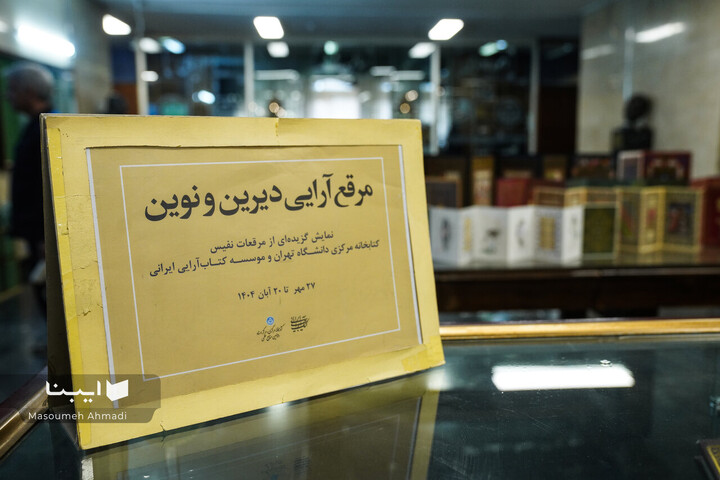 مرقع‌آرایی دیرین و نوین
نمایش گزیده‌ای از مرقعات نفیس
کتابخانه مرکزی دانشگاه تهران و موسسه کتاب‌آرایی ایرانی
۲۷ مهر تا ۲۰ آبان ۱۴۰۴
ایبنا
Masoumeh Ahmadi